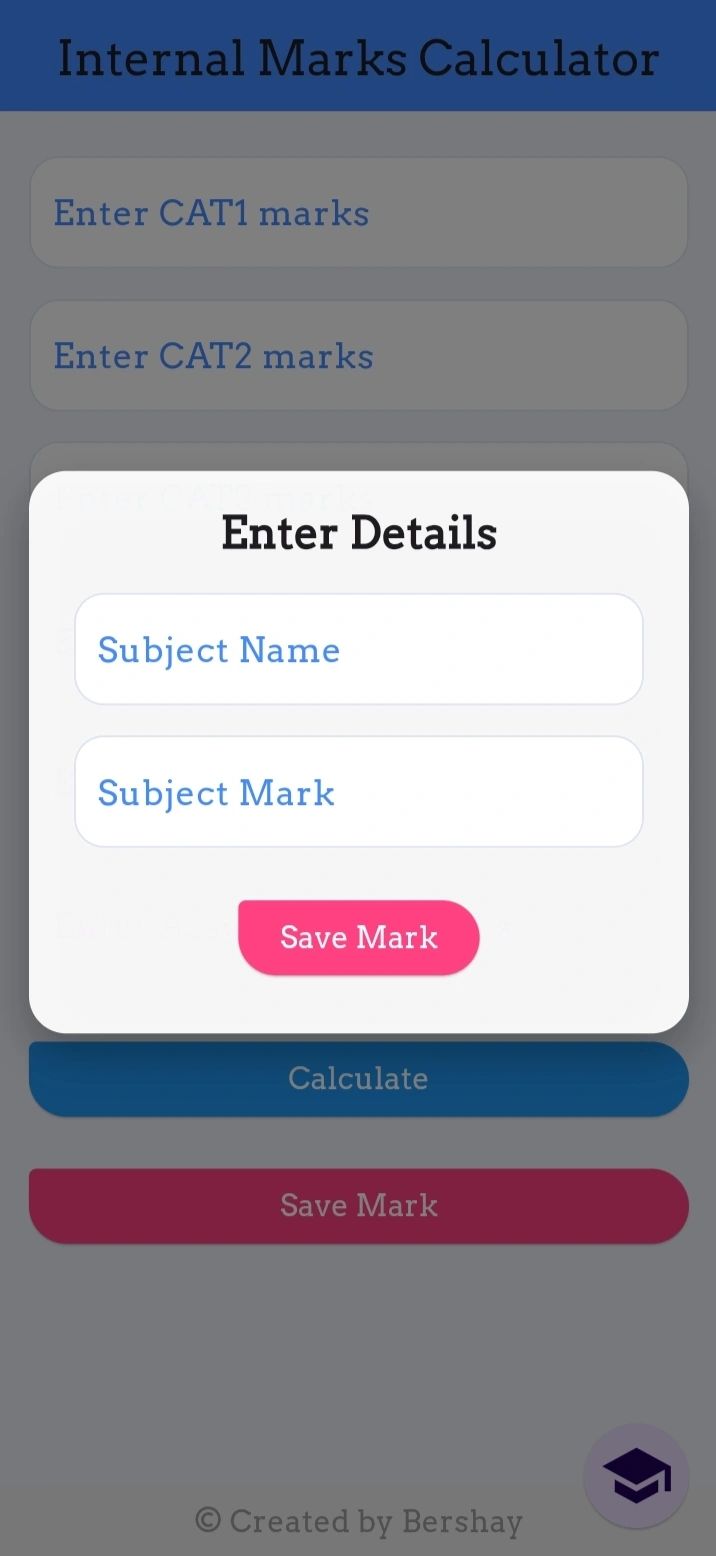 Internal Marks Calculator
Enter CAT1 marks
Enter CAT2 marks
Enter Details
Subject Name
Subject Mark
Save Mark
Calculate
Save Mark
© Created by Bershay